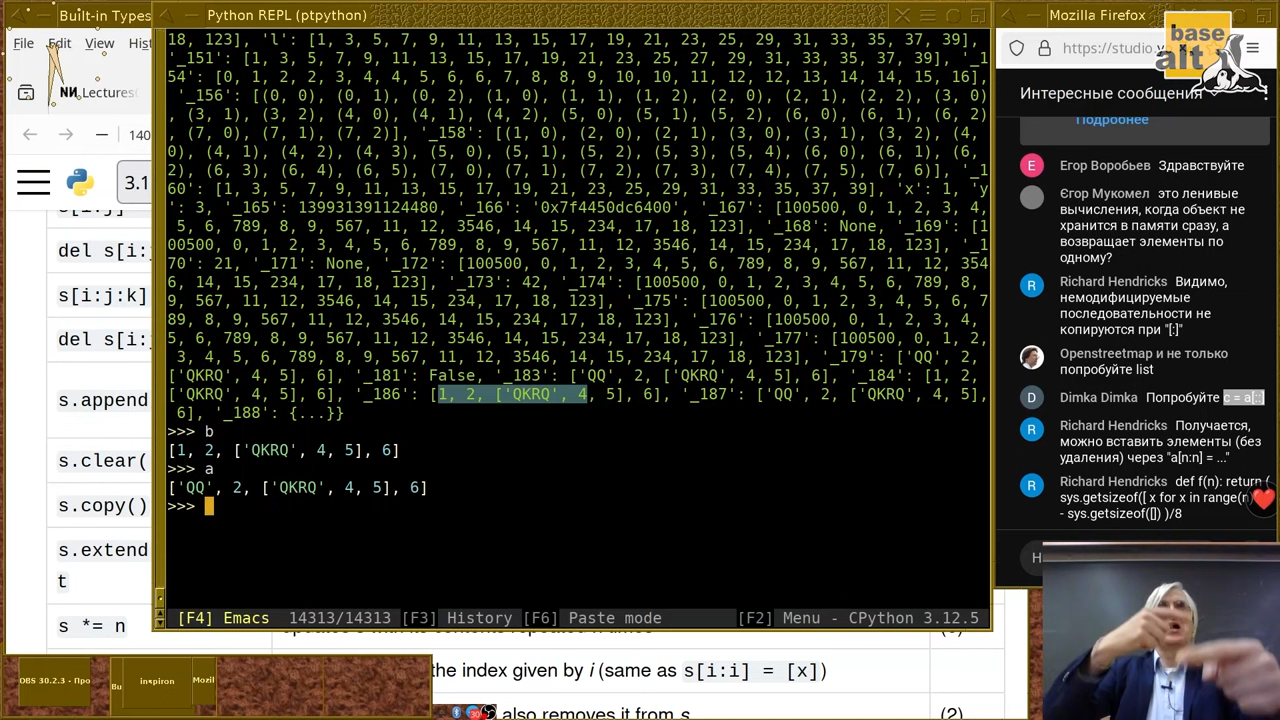 Built-in Types
Python REPL (ptpython)
Mozilla Firefox
File Edit View Hist
Lectures
140
3.1
s[i:j]
del s[i:j
s[i:j:k]
del s[i:j
s.append
s.clear(
s.copy()
s.extend
t
s *= n
18, 123], 'l': [1, 3, 5, 7, 9, 11, 13, 15, 17, 19, 21, 23, 25, 27, 29, 31, 33, 35, 37, 39],
'_151': [1, 3, 5, 7, 9, 11, 13, 15, 17, 19, 21, 23, 25, 27, 29, 31, 33, 35, 37, 39], '_1
54': [0, 1, 2, 2, 3, 4, 4, 5, 6, 6, 7, 8, 8, 9, 10, 10, 11, 12, 12, 13, 14, 14, 15, 16],
'_156': [(0, 0), (0, 1), (0, 2), (1, 0), (1, 1), (1, 2), (2, 0), (2, 1), (2, 2), (3, 0)
, (3, 1), (3, 2), (4, 0), (4, 1), (4, 2), (5, 0), (5, 1), (5, 2), (6, 0), (6, 1), (6, 2)
, (7, 0), (7, 1), (7, 2)], '_158': [(1, 0), (2, 0), (2, 1), (3, 0), (3, 1), (3, 2), (4,
0), (4, 1), (4, 2), (4, 3), (5, 0), (5, 1), (5, 2), (5, 3), (5, 4), (6, 0), (6, 1), (6,
2), (6, 3), (6, 4), (6, 5), (7, 0), (7, 1), (7, 2), (7, 3), (7, 4), (7, 5), (7, 6)], '_1
60': [1, 3, 5, 7, 9, 11, 13, 15, 17, 19, 21, 23, 25, 27, 29, 31, 33, 35, 37, 39], 'x': 1, 'y
': 3, '_165': 139931391124480, '_166': '0x7f4450dc6400', '_167': [100500, 0, 1, 2, 3, 4,
5, 6, 789, 8, 9, 567, 11, 12, 3546, 14, 15, 234, 17, 18, 123], '_168': None, '_169': [1
00500, 0, 1, 2, 3, 4, 5, 6, 789, 8, 9, 567, 11, 12, 3546, 14, 15, 234, 17, 18, 123], '_1
70': 21, '_171': None, '_172': [100500, 0, 1, 2, 3, 4, 5, 6, 789, 8, 9, 567, 11, 12, 354
6, 14, 15, 234, 17, 18, 123], '_173': 42, '_174': [100500, 0, 1, 2, 3, 4, 5, 6, 789, 8,
9, 567, 11, 12, 3546, 14, 15, 234, 17, 18, 123], '_175': [100500, 0, 1, 2, 3, 4, 5, 6, 7
89, 8, 9, 567, 11, 12, 3546, 14, 15, 234, 17, 18, 123], '_176': [100500, 0, 1, 2, 3, 4,
5, 6, 789, 8, 9, 567, 11, 12, 3546, 14, 15, 234, 17, 18, 123], '_177': [100500, 0, 1, 2,
3, 4, 5, 6, 789, 8, 9, 567, 11, 12, 3546, 14, 15, 234, 17, 18, 123], '_179': ['QQ', 2,
['QKRQ', 4, 5], 6], '_181': False, '_183': ['QQ', 2, ['QKRQ', 4, 5], 6], '_184': [1, 2,
['QKRQ', 4, 5], 6], '_186': [1, 2, ['QKRQ', 4, 5], 6], '_187': ['QQ', 2, ['QKRQ', 4, 5],
6], '_188': {...}}
>>> b
[1, 2, ['QKRQ', 4, 5], 6]
>>> a
['QQ', 2, ['QKRQ', 4, 5], 6]
>>>
[F4] Emacs 14313/14313 [F3] History [F6] Paste mode [F2] Menu - CPython 3.12.5
the index given by i (same as s[i:i] = [x])
also removes it from s
(2)
https://studio.
base
alt
Интересные сообщения
Подробнее
Егор Воробьев Здравствуйте
Єгор Мукомел это ленивые
вычисления, когда объект не
хранится в памяти сразу, а
возвращает элементы по
одному?
R Richard Hendricks Видимо,
немодифицируемые
последовательности не
копируются при "[:]"
Openstreetmap и не только
попробуйте list
D Dimka Dimka Попробуйте c = a[::]
R Richard Hendricks Получается,
можно вставить элементы (без
удаления) через "a[n:n] = ..."
R Richard Hendricks def f(n): return (
sys.getsizeof([ x for x in range(n)
- sys.getsizeof([]) )/8
OBS 30.2.3 - Про
Bu
inspiron
Mozil